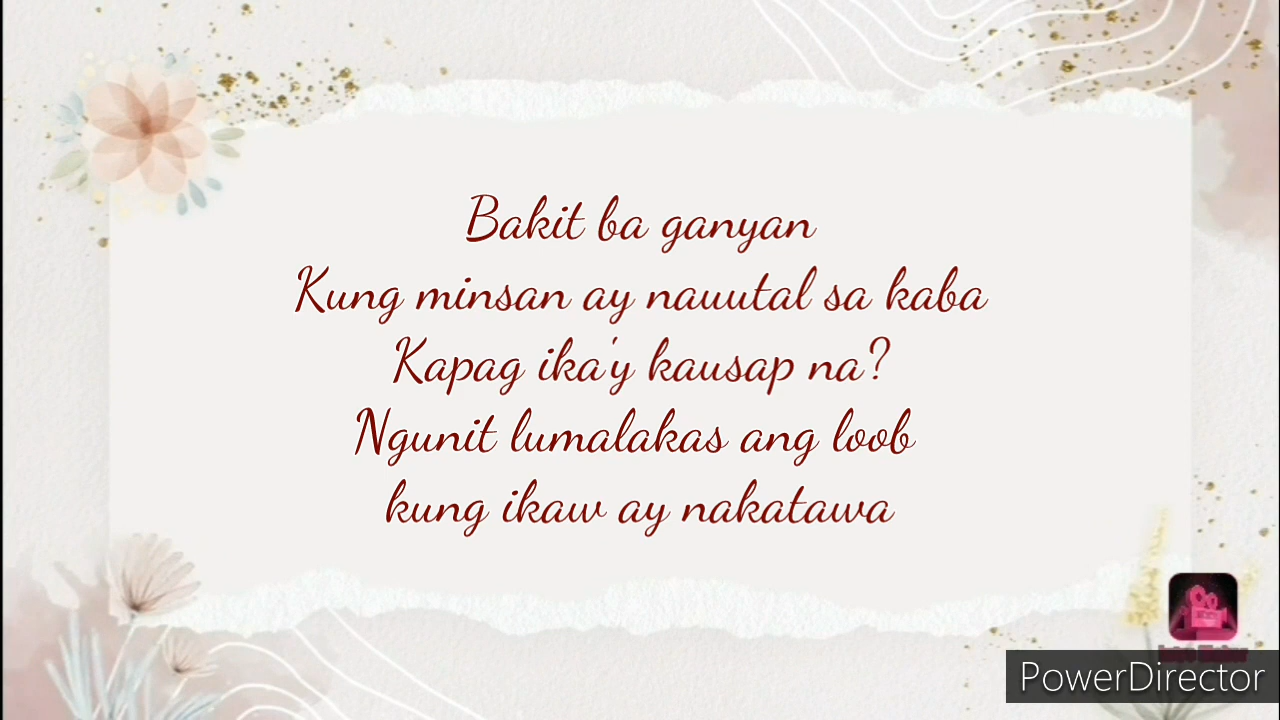 Bakit ba ganyan
Kung minsan ay nauutal sa kaba
Kapag ika'y kausap na?
Ngunit lumalakas ang loob
kung ikaw ay nakatawa
PowerDirector